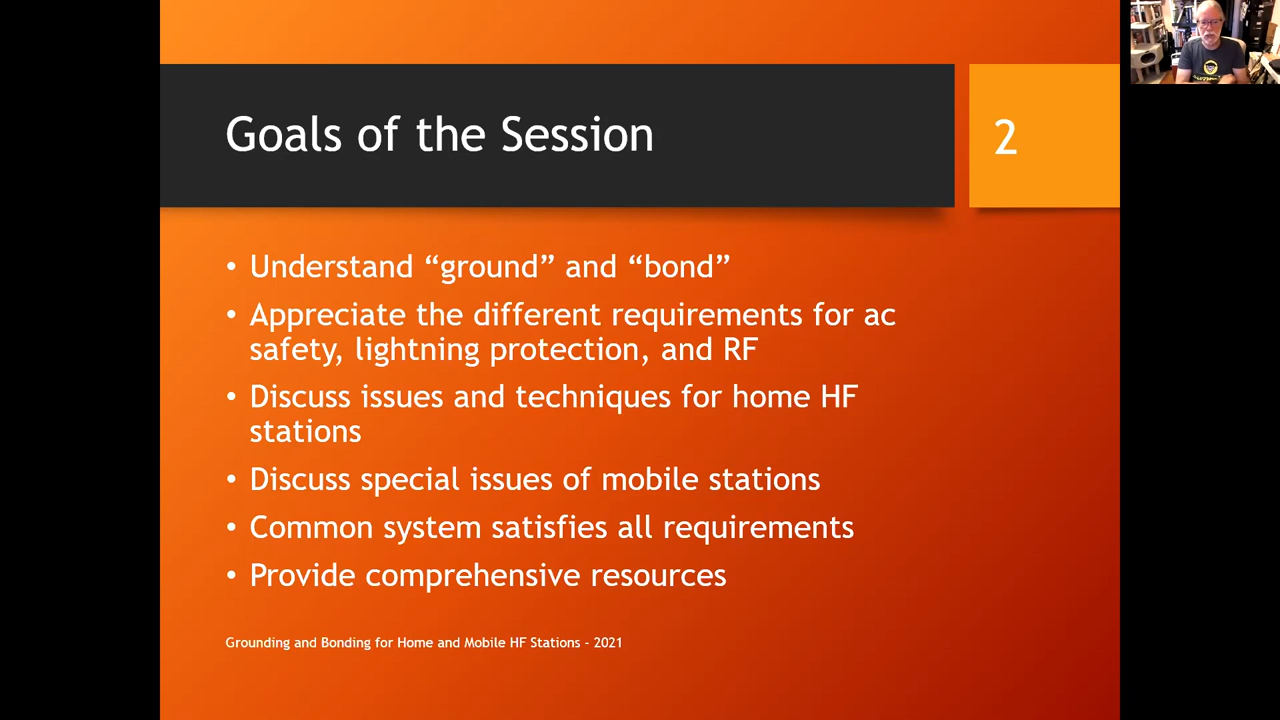 Goals of the Session
2
• Understand “ground” and “bond”
• Appreciate the different requirements for ac
safety, lightning protection, and RF
• Discuss issues and techniques for home HF
stations
• Discuss special issues of mobile stations
• Common system satisfies all requirements
• Provide comprehensive resources
Grounding and Bonding for Home and Mobile HF Stations - 2021